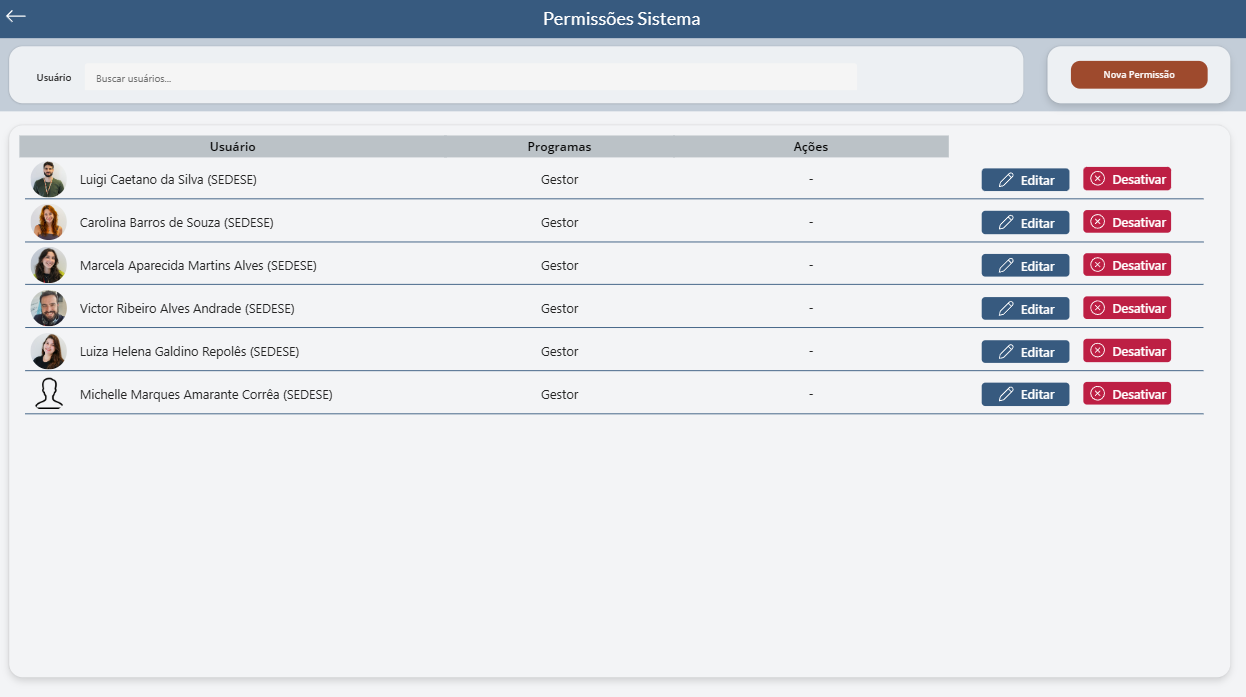 Permissões Sistema
Usuário Buscar usuários... Nova Permissão
Usuário Programas Ações
Luigi Caetano da Silva (SEDESE) Gestor - Editar Desativar
Carolina Barros de Souza (SEDESE) Gestor - Editar Desativar
Marcela Aparecida Martins Alves (SEDESE) Gestor - Editar Desativar
Victor Ribeiro Alves Andrade (SEDESE) Gestor - Editar Desativar
Luiza Helena Galdino Repolês (SEDESE) Gestor - Editar Desativar
Michelle Marques Amarante Corrêa (SEDESE) Gestor - Editar Desativar